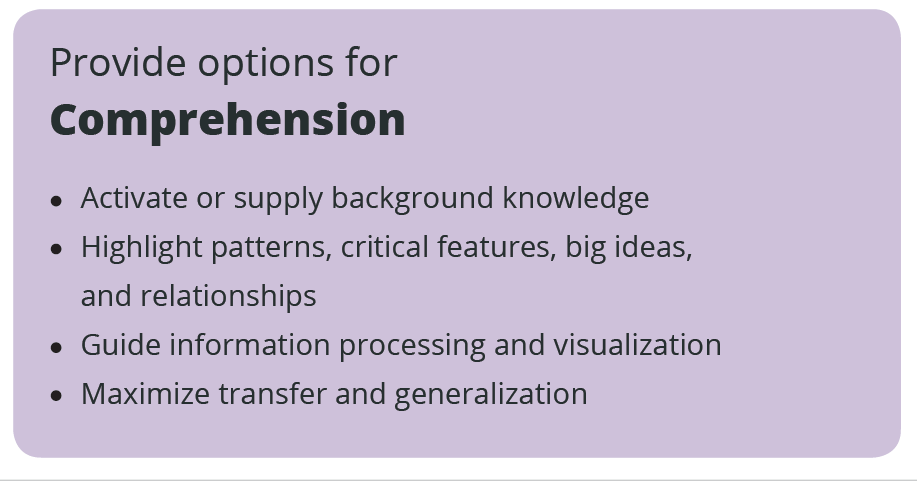 Provide options for
Comprehension
• Activate or supply background knowledge
• Highlight patterns, critical features, big ideas,
and relationships
• Guide information processing and visualization
• Maximize transfer and generalization